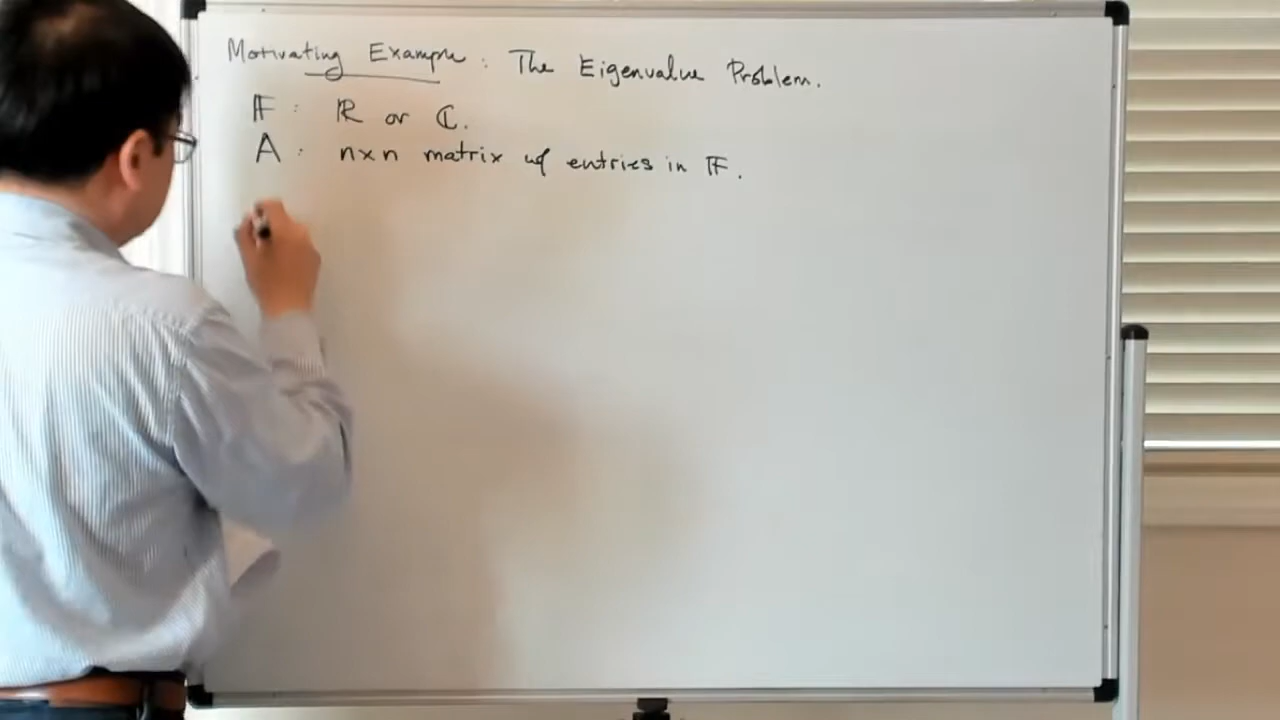 Motivating Example : The Eigenvalue Problem.
𝔽 : ℝ or ℂ.
A : n×n matrix w/ entries in 𝔽.